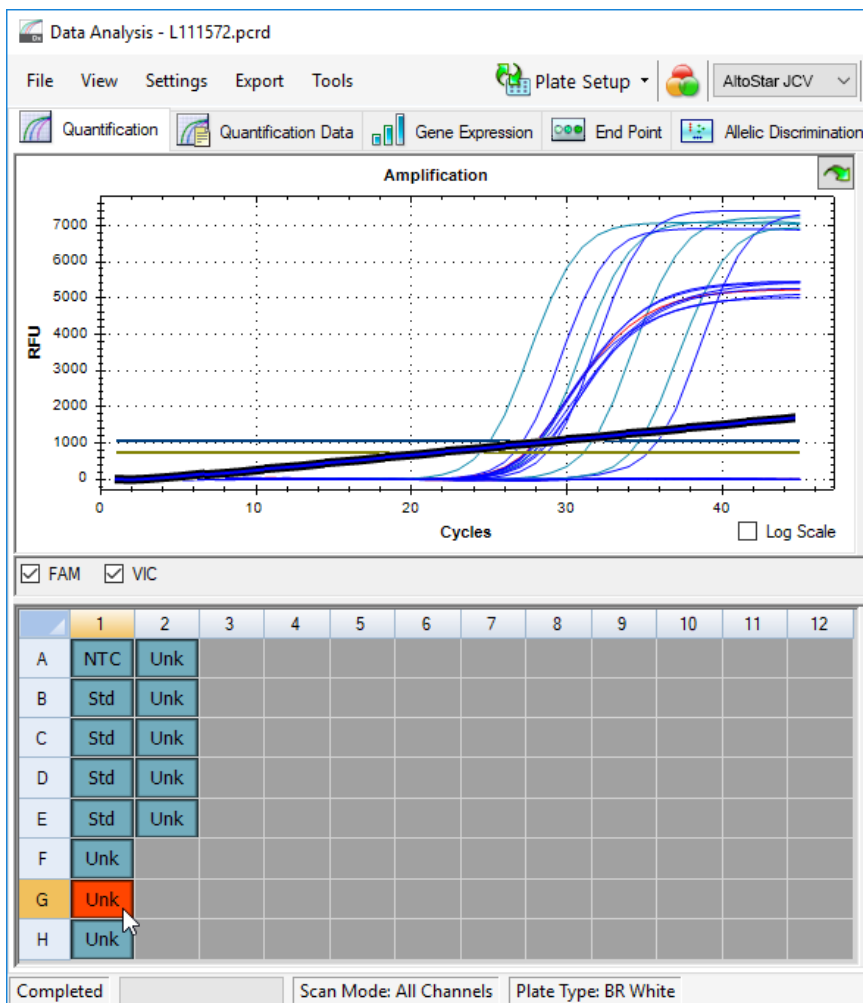 Data Analysis - L111572.pcrd
File View Settings Export Tools Plate Setup AltoStar JCV
Quantification Quantification Data Gene Expression End Point Allelic Discrimination
Amplification
7000
6000
5000
4000
3000
2000
1000
0
RFU
0 10 20 30 40
Cycles
Log Scale
FAM VIC
1 2 3 4 5 6 7 8 9 10 11 12
A NTC Unk
B Std Unk
C Std Unk
D Std Unk
E Std Unk
F Unk
G Unk
H Unk
Completed Scan Mode: All Channels Plate Type: BR White